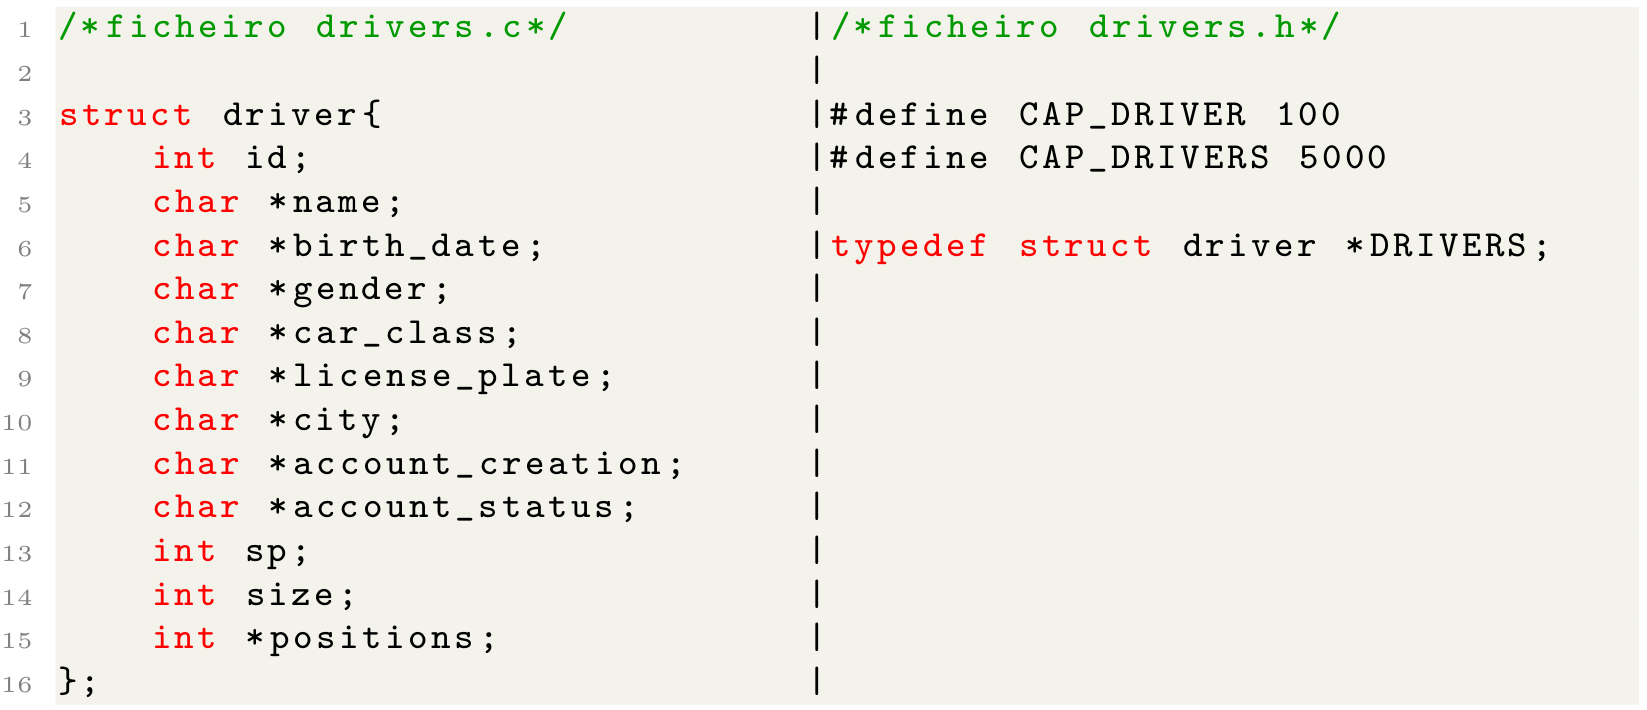 1 /*ficheiro drivers.c*/ |/*ficheiro drivers.h*/
2 |
3 struct driver{ |#define CAP_DRIVER 100
4 int id; |#define CAP_DRIVERS 5000
5 char *name; |
6 char *birth_date; |typedef struct driver *DRIVERS;
7 char *gender; |
8 char *car_class; |
9 char *license_plate; |
10 char *city; |
11 char *account_creation; |
12 char *account_status; |
13 int sp; |
14 int size; |
15 int *positions; |
16 }; |